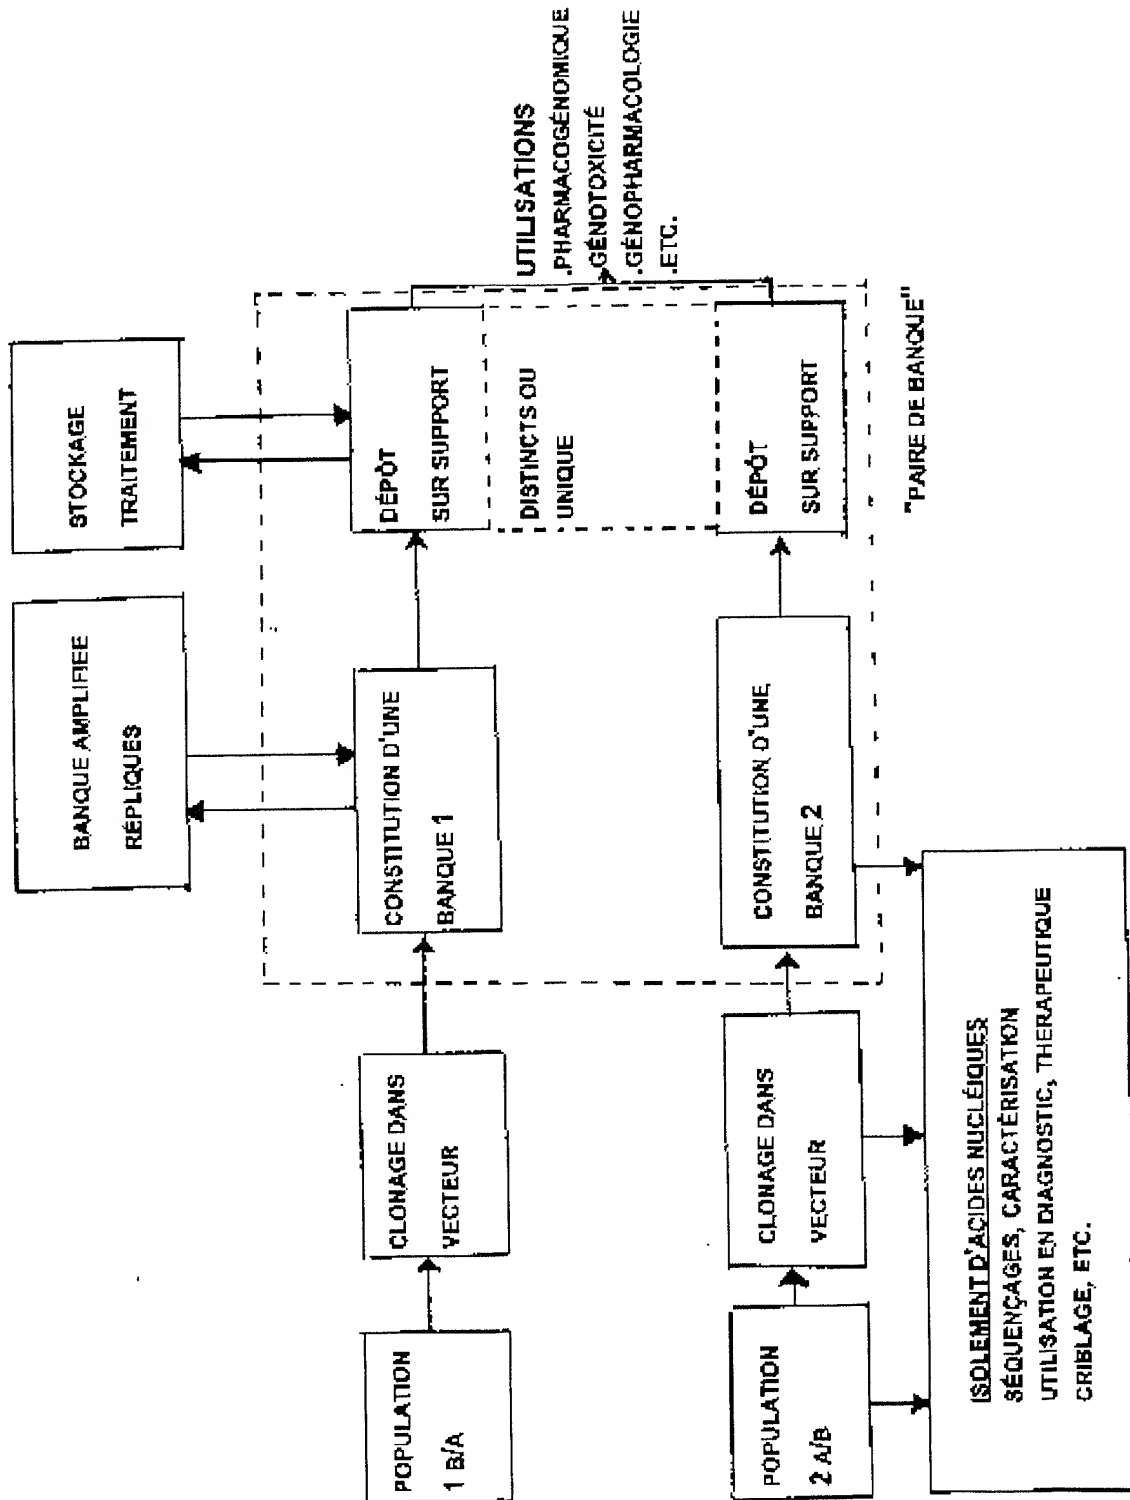 STOCKAGE
TRAITEMENT
BANQUE AMPLIFIEE
RÉPLIQUES
UTILISATIONS
.PHARMACOGÉNOMIQUE
.GÉNOTOXICITÉ
.GÉNOPHARMACOLOGIE
.ETC.
POPULATION
1 B/A
CLONAGE DANS
VECTEUR
CONSTITUTION D'UNE
BANQUE 1
DÉPÔT
SUR SUPPORT
DISTINCTS OU
UNIQUE
POPULATION
2 A/B
CLONAGE DANS
VECTEUR
CONSTITUTION D'UNE
BANQUE 2
DÉPÔT
SUR SUPPORT
"PAIRE DE BANQUE"
ISOLEMENT D'ACIDES NUCLÉIQUES
SÉQUENÇAGES, CARACTÉRISATION
UTILISATION EN DIAGNOSTIC, THERAPEUTIQUE
CRIBLAGE, ETC.